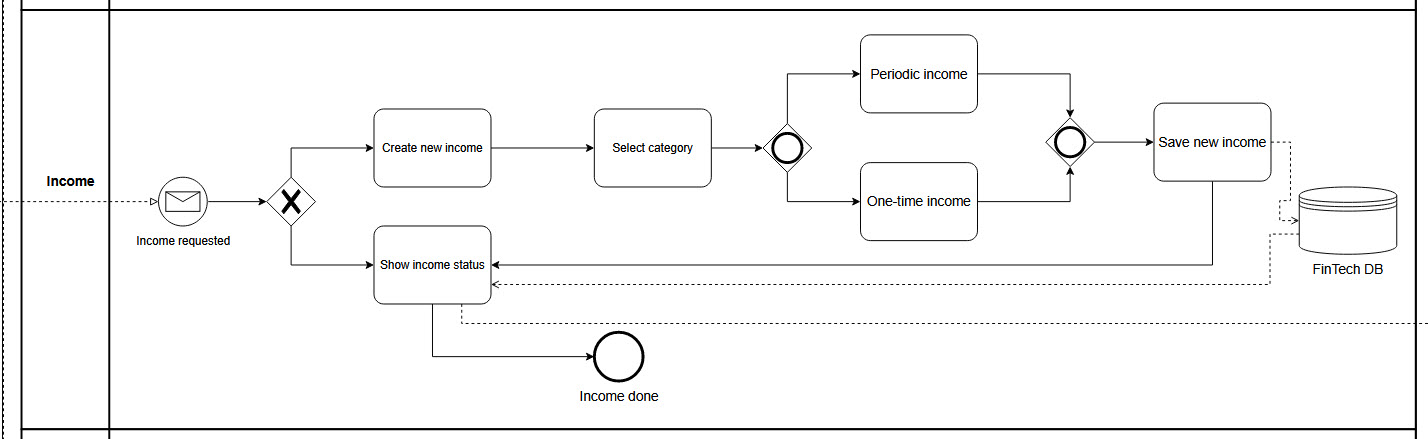 Income
Income requested
Create new income
Select category
Periodic income
One-time income
Save new income
FinTech DB
Show income status
Income done